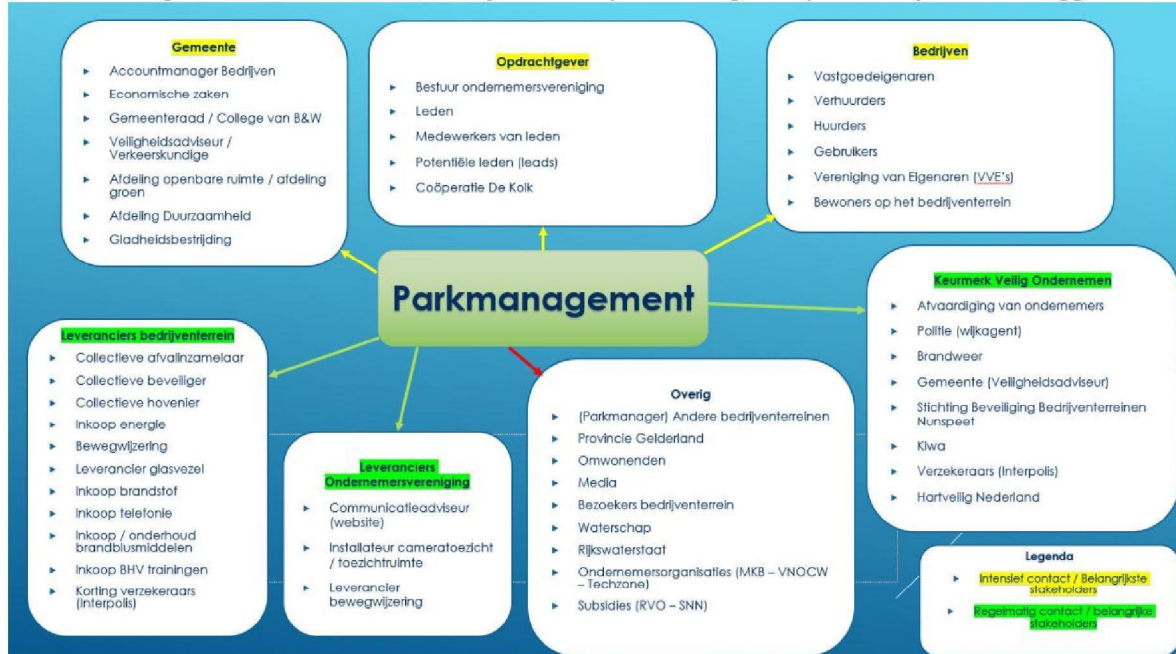 Gemeente
Accountmanager Bedrijven
Economische zaken
Gemeenteraad / College van B&W
Veiligheidsadviseur /
Verkeerskundige
Afdeling openbare ruimte / afdeling
groen
Afdeling Duurzaamheid
Gladheidsbestrijding
Opdrachtgever
Bestuur ondernemersvereniging
Leden
Medewerkers van leden
Potentiële leden (leads)
Coöperatie De Kolk
Bedrijven
Vastgoedeigenaren
Verhuurders
Huurders
Gebruikers
Vereniging van Eigenaren (VVE's)
Bewoners op het bedrijventerrein
Parkmanagement
Keurmerk Veilig Ondernemen
Afvaardiging van ondernemers
Politie (wijkagent)
Brandweer
Gemeente (Veiligheidsadviseur)
Stichting Beveiliging Bedrijventerreinen
Nunspeet
Kiwa
Verzekeraars (Interpolis)
Hartveilig Nederland
Leveranciers bedrijventerrein
Collectieve afvalinzamelaar
Collectieve beveiliger
Collectieve hovenier
Inkoop energie
Bewegwijzering
Leverancier glasvezel
Inkoop brandstof
Inkoop telefonie
Inkoop / onderhoud
brandblusmiddelen
Inkoop BHV trainingen
Korting verzekeraars
(Interpolis)
Leveranciers
Ondernemersvereniging
Communicatieadviseur
(website)
Installateur cameratoezicht
/ toezichtruimte
Leverancier
bewegwijzering
Overig
(Parkmanager) Andere bedrijventerreinen
Provincie Gelderland
Omwonenden
Media
Bezoekers bedrijventerrein
Waterschap
Rijkswaterstaat
Ondernemersorganisaties (MKB – VNOCW
– Techzone)
Subsidies (RVO – SNN)
Legenda
Intensief contact / Belangrijkste
stakeholders
Regelmatig contact / belangrijke
stakeholders